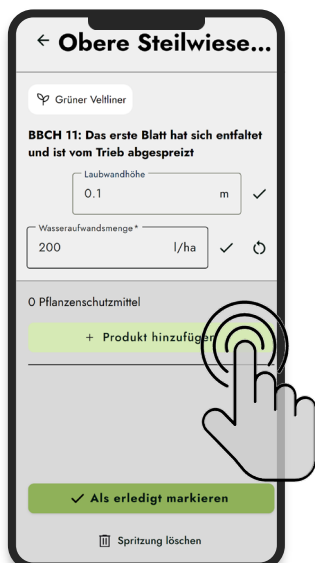 ← Obere Steilwiese...
Grüner Veltliner
BBCH 11: Das erste Blatt hat sich entfaltet
und ist vom Trieb abgespreizt
Laubwandhöhe
0.1 m
Wasseraufwandsmenge*
200 l/ha
0 Pflanzenschutzmittel
+ Produkt hinzufügen
Als erledigt markieren
Spritzung löschen